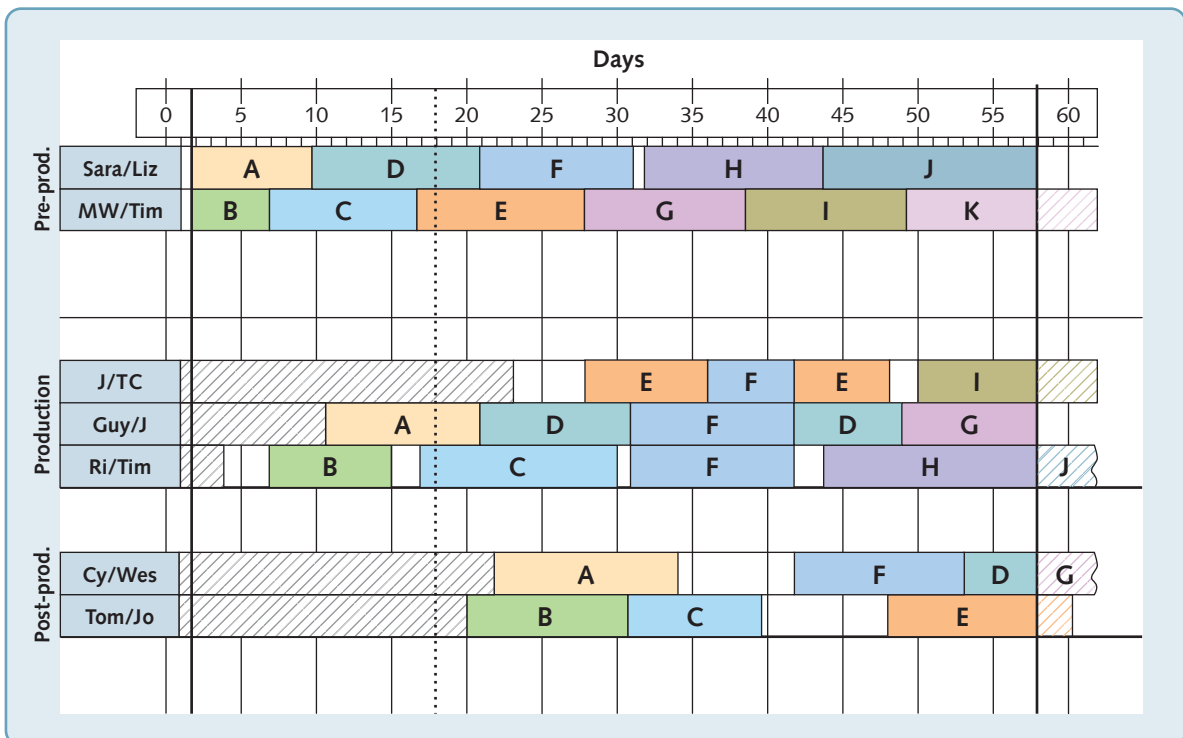 Days
0 5 10 15 20 25 30 35 40 45 50 55 60
Pre-prod.
Sara/Liz A D F H J
MW/Tim B C E G I K
Production
J/TC E F E I
Guy/J A D F D G
Ri/Tim B C F H J
Post-prod.
Cy/Wes A F D G
Tom/Jo B C E